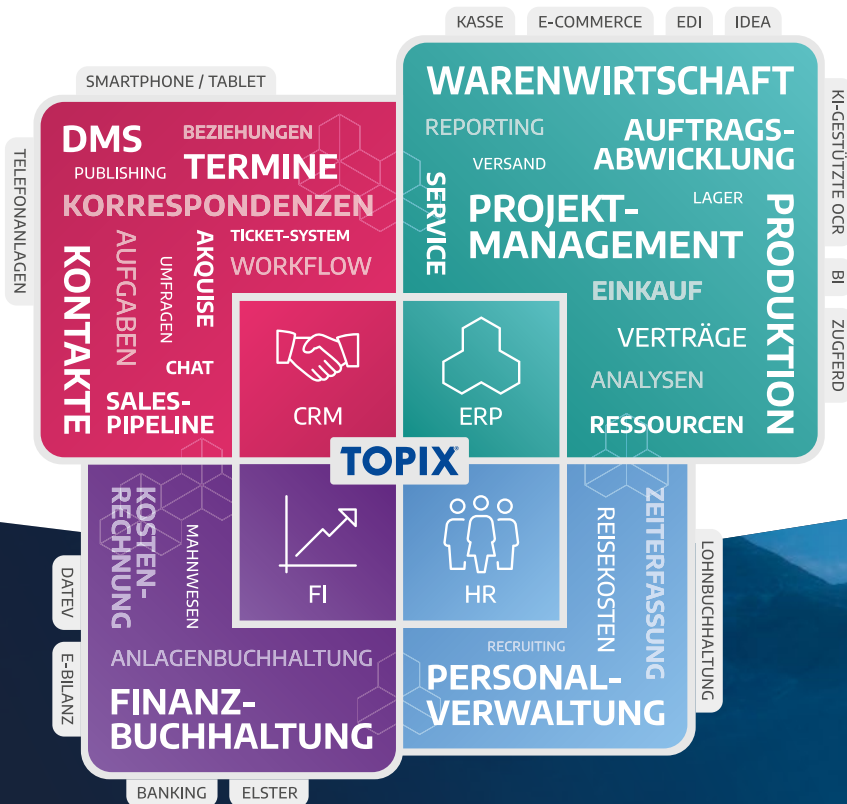 KASSE
E-COMMERCE
EDI
IDEA
SMARTPHONE / TABLET
TELEFONANLAGEN
DMS
BEZIEHUNGEN
PUBLISHING
TERMINE
KORRESPONDENZEN
KONTAKTE
AUFGABEN
UMFRAGEN
AKQUISE
TICKET-SYSTEM
WORKFLOW
CHAT
SALES-
PIPELINE
CRM
WARENWIRTSCHAFT
REPORTING
AUFTRAGS-
ABWICKLUNG
VERSAND
SERVICE
LAGER
PROJEKT-
MANAGEMENT
PRODUKTION
EINKAUF
VERTRÄGE
ANALYSEN
RESSOURCEN
ERP
KI-GESTÜTZTE OCR
BI
ZUGFERD
TOPIX
KOSTEN-
RECHNUNG
MAHNWESEN
FI
ANLAGENBUCHHALTUNG
FINANZ-
BUCHHALTUNG
DATEV
E-BILANZ
BANKING
ELSTER
HR
REISEKOSTEN
ZEITERFASSUNG
RECRUITING
PERSONAL-
VERWALTUNG
LOHNBUCHHALTUNG